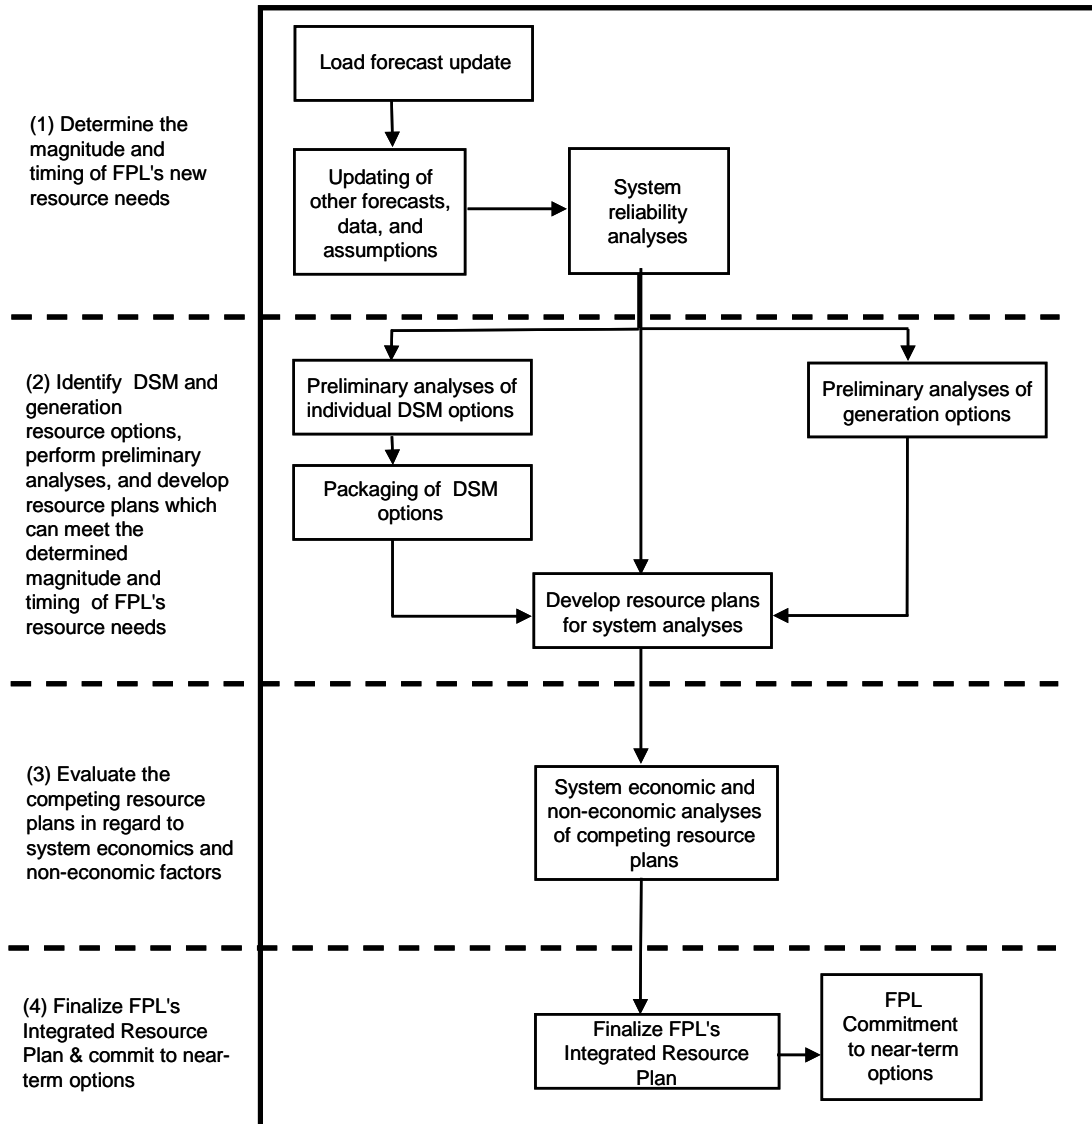 (1) Determine the
magnitude and
timing of FPL's new
resource needs
Load forecast update
Updating of
other forecasts,
data, and
assumptions
System
reliability
analyses
(2) Identify DSM and
generation
resource options,
perform preliminary
analyses, and develop
resource plans which
can meet the
determined
magnitude and
timing of FPL's
resource needs
Preliminary analyses of
individual DSM options
Preliminary analyses of
generation options
Packaging of DSM
options
Develop resource plans
for system analyses
(3) Evaluate the
competing resource
plans in regard to
system economics and
non-economic factors
System economic and
non-economic analyses
of competing resource
plans
(4) Finalize FPL's
Integrated Resource
Plan & commit to near-
term options
Finalize FPL's
Integrated Resource
Plan
FPL
Commitment
to near-term
options